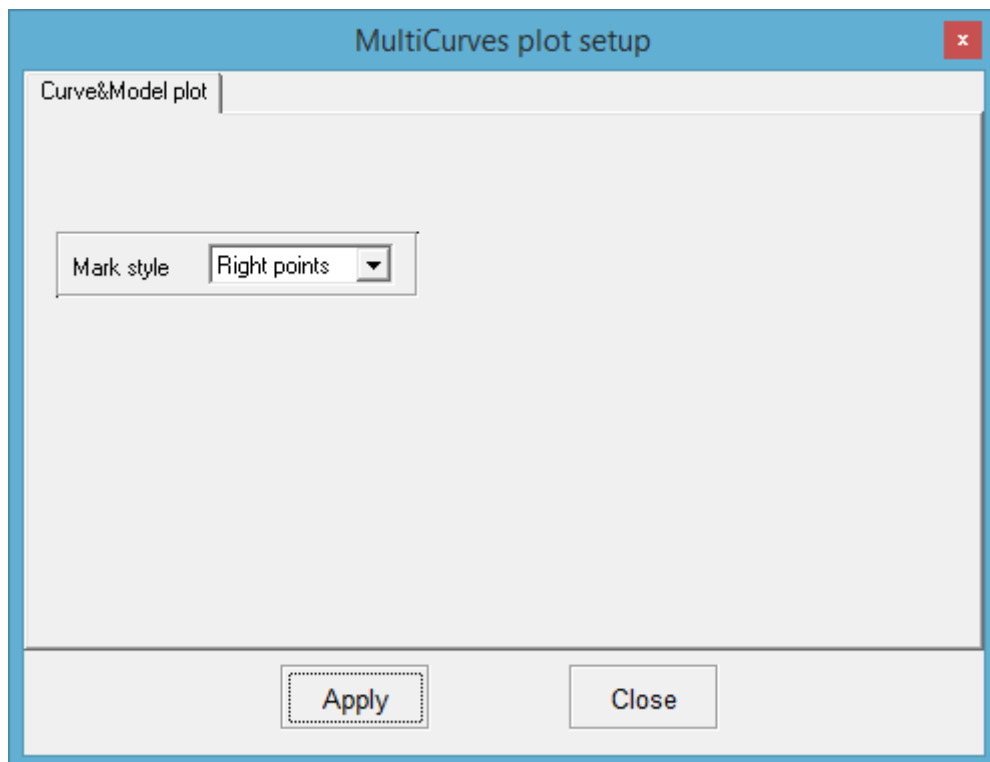 MultiCurves plot setup
x
Curve&Model plot
Mark style Right points
Apply Close